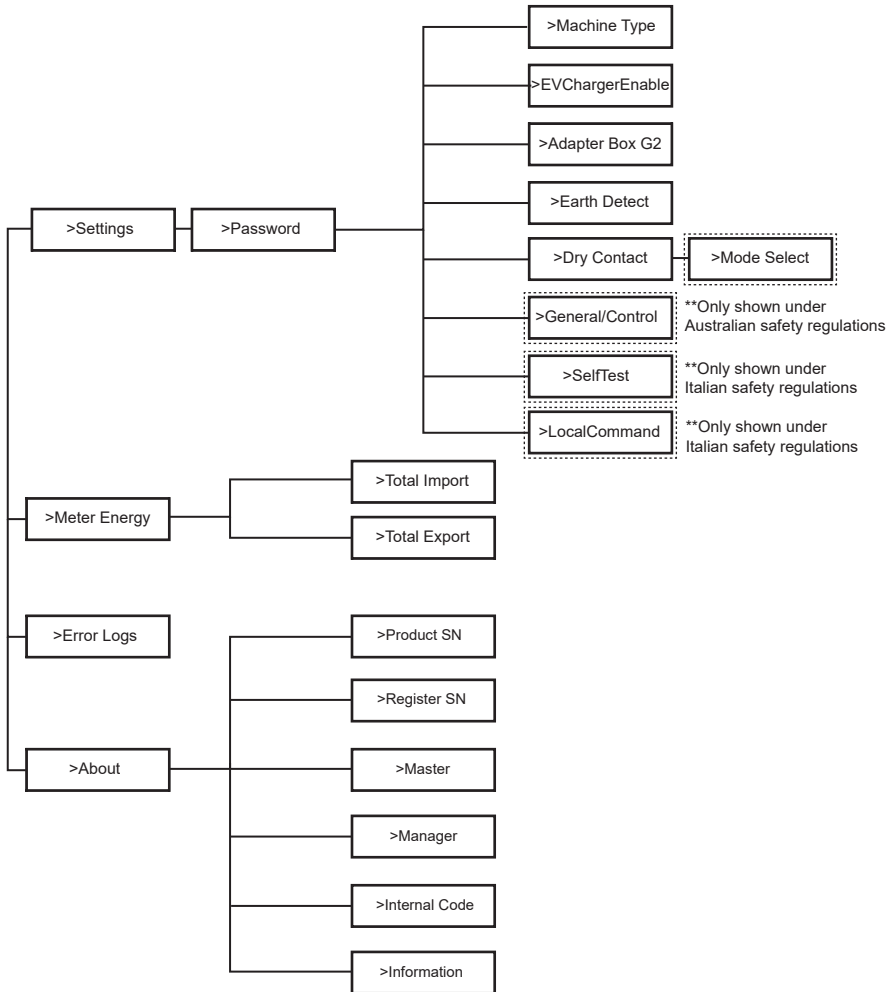 >Machine Type
>EVChargerEnable
>Adapter Box G2
>Earth Detect
>Settings
>Password
>Dry Contact
>Mode Select
>General/Control
**Only shown under
Australian safety regulations
>SelfTest
**Only shown under
Italian safety regulations
>LocalCommand
**Only shown under
Italian safety regulations
>Meter Energy
>Total Import
>Total Export
>Error Logs
>About
>Product SN
>Register SN
>Master
>Manager
>Internal Code
>Information